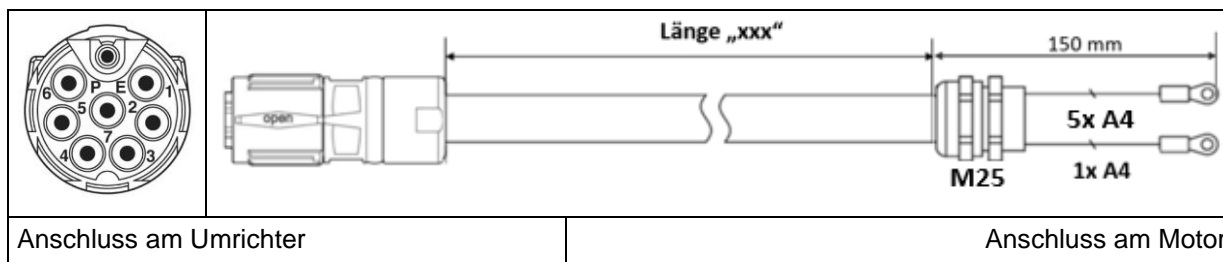 Länge „xxx“
150 mm
6 P E 1
5 2
7
4 3
open
5x A4
1x A4
M25
Anschluss am Umrichter
Anschluss am Motor